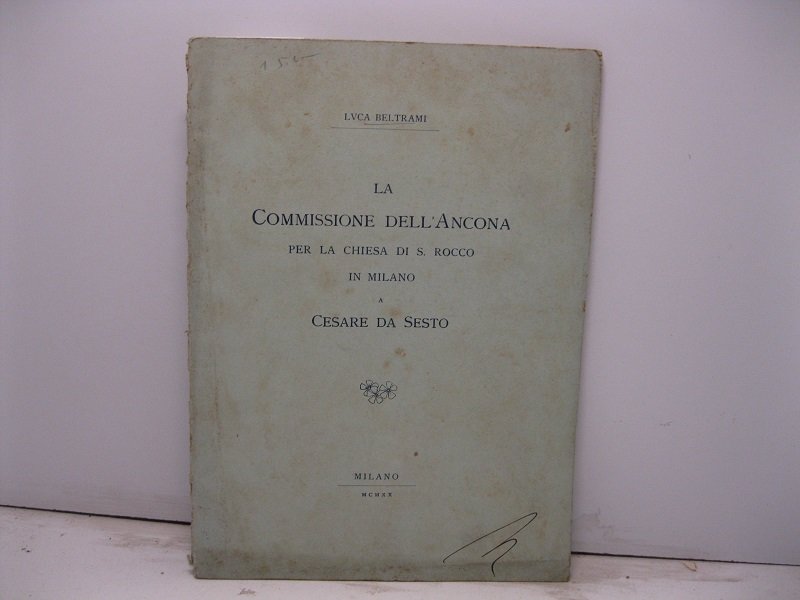 LVCA BELTRAMI
LA
COMMISSIONE DELL'ANCONA
PER LA CHIESA DI S. ROCCO
IN MILANO
A
CESARE DA SESTO
MILANO
MCMXX